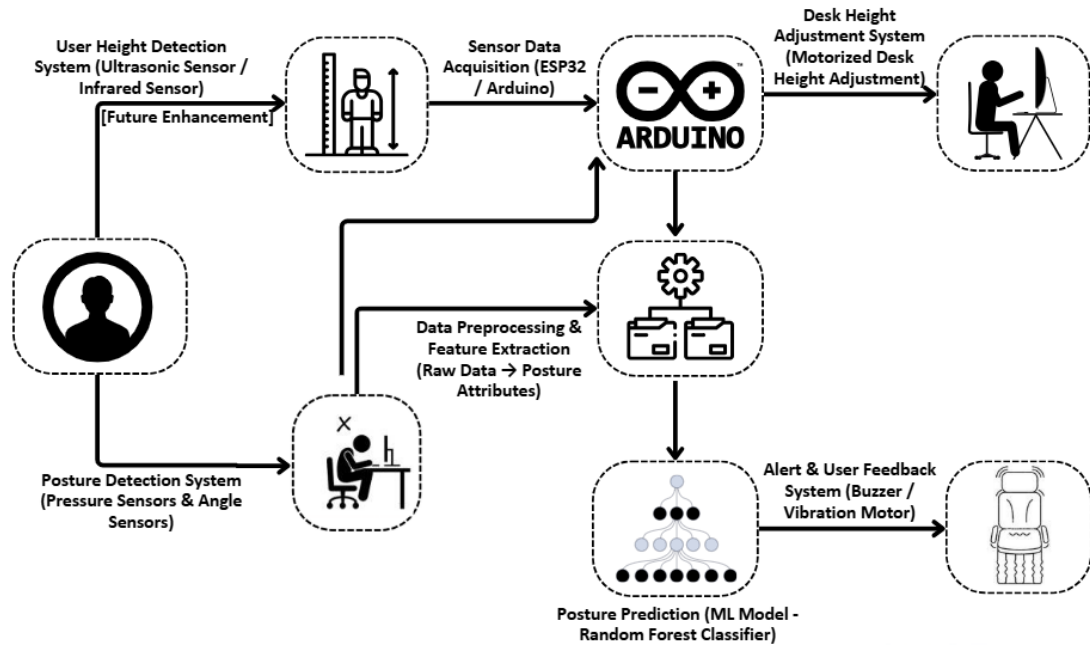 User Height Detection
System (Ultrasonic Sensor /
Infrared Sensor)
[Future Enhancement]
Sensor Data
Acquisition (ESP32
/ Arduino)
TM
ARDUINO
Desk Height
Adjustment System
(Motorized Desk
Height Adjustment)
Data Preprocessing &
Feature Extraction
(Raw Data → Posture
Attributes)
Posture Detection System
(Pressure Sensors & Angle
Sensors)
X
Alert & User Feedback
System (Buzzer /
Vibration Motor)
Posture Prediction (ML Model -
Random Forest Classifier)